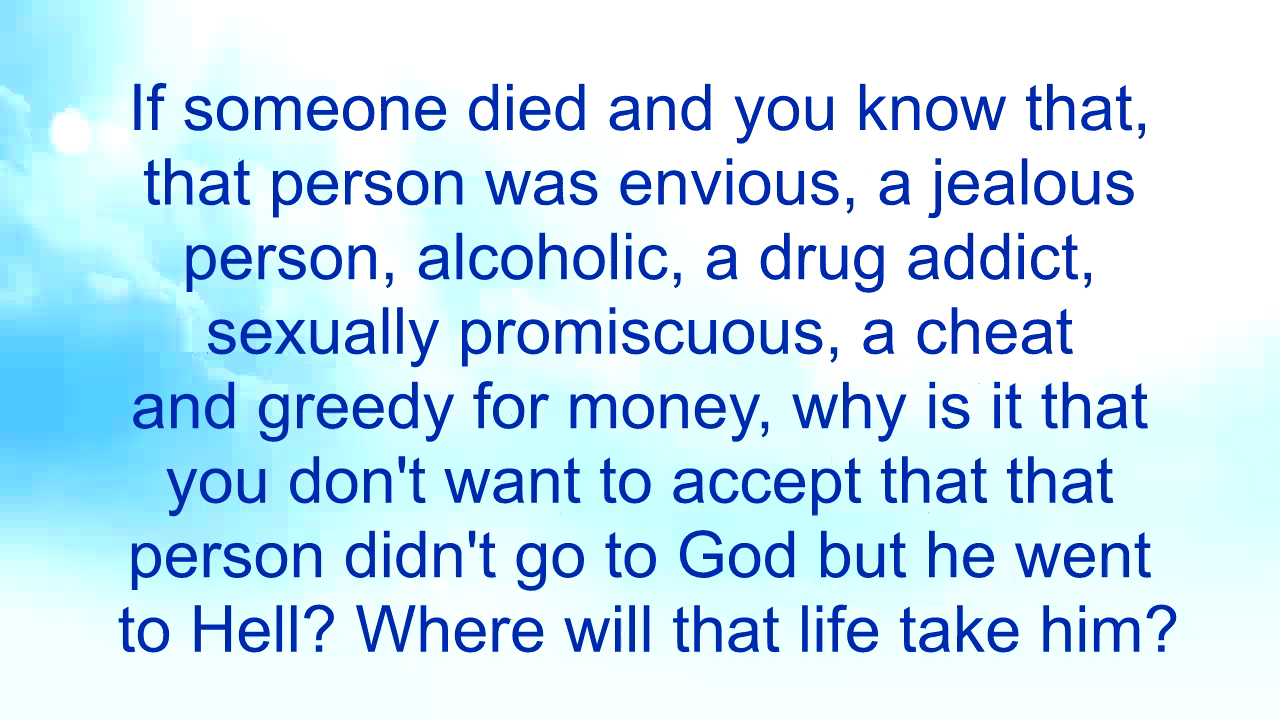 If someone died and you know that,
that person was envious, a jealous
person, alcoholic, a drug addict,
sexually promiscuous, a cheat
and greedy for money, why is it that
you don't want to accept that that
person didn't go to God but he went
to Hell? Where will that life take him?